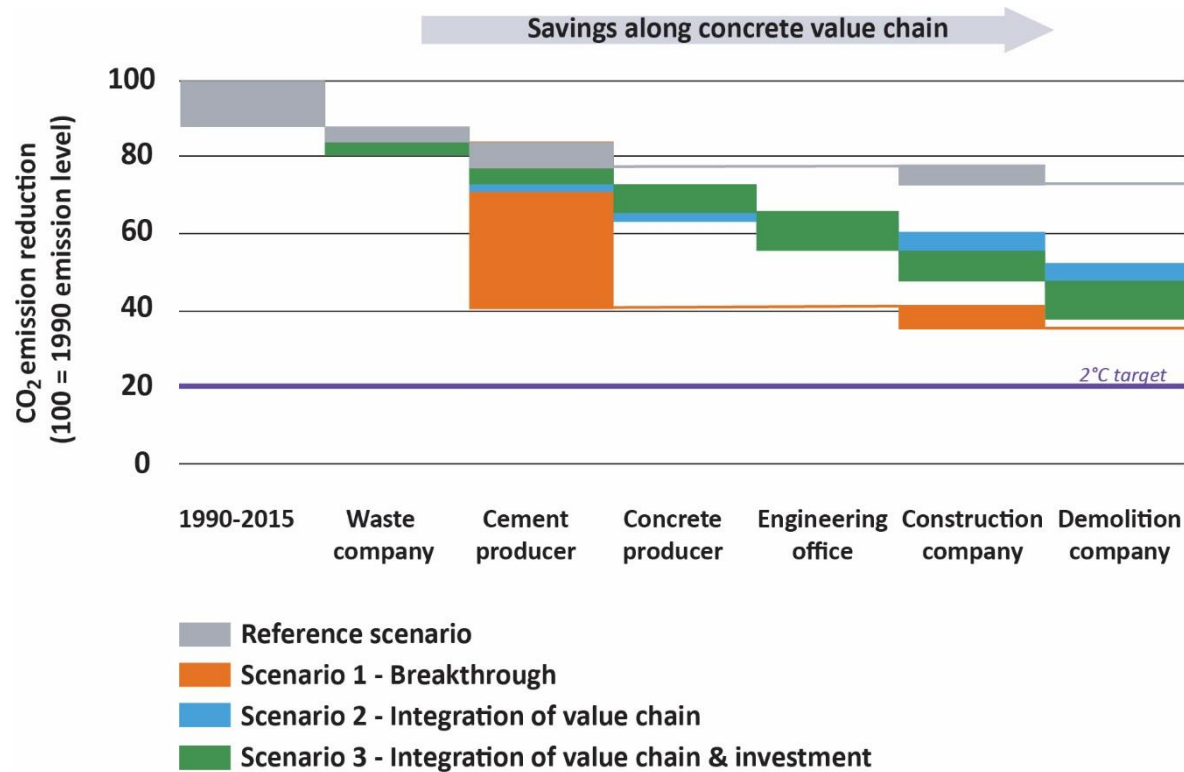 Savings along concrete value chain
CO₂ emission reduction
(100 = 1990 emission level)
100
80
60
40
20
0
2°C target
1990-2015
Waste
company
Cement
producer
Concrete
producer
Engineering
office
Construction
company
Demolition
company
Reference scenario
Scenario 1 - Breakthrough
Scenario 2 - Integration of value chain
Scenario 3 - Integration of value chain & investment